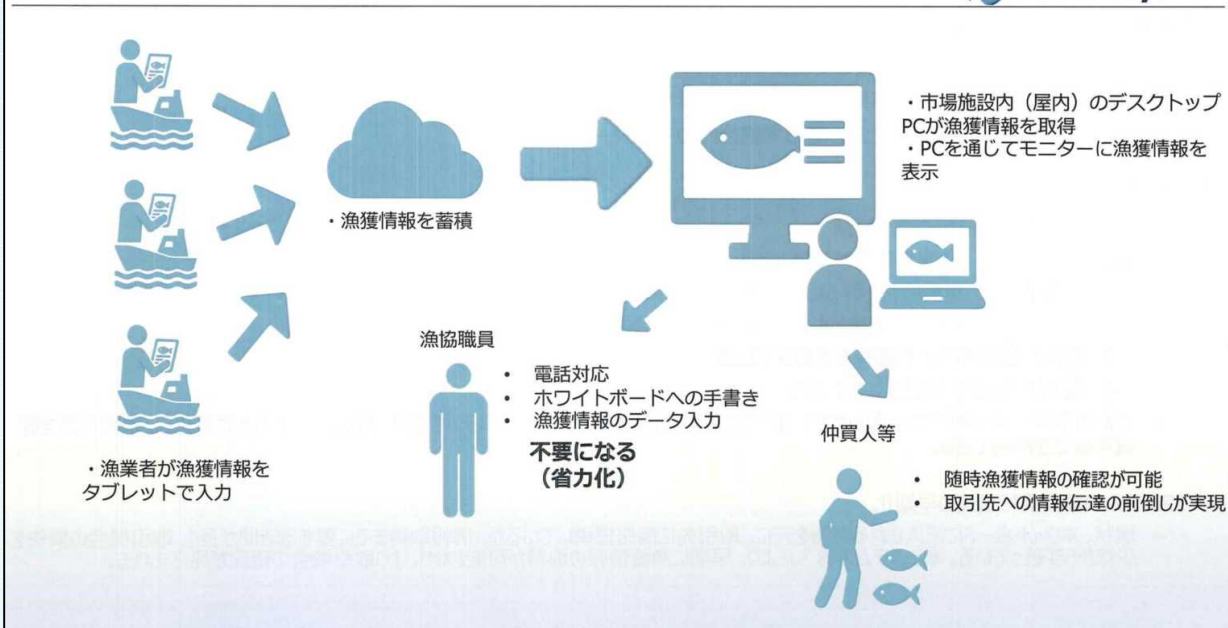 ・漁業者が漁獲情報を
タブレットで入力
・漁獲情報を蓄積
・市場施設内（屋内）のデスクトップ
PCが漁獲情報を取得
・PCを通じてモニターに漁獲情報を
表示
漁協職員
• 電話対応
• ホワイトボードへの手書き
• 漁獲情報のデータ入力
不要になる
（省力化）
仲買人等
• 随時漁獲情報の確認が可能
• 取引先への情報伝達の前倒しが実現